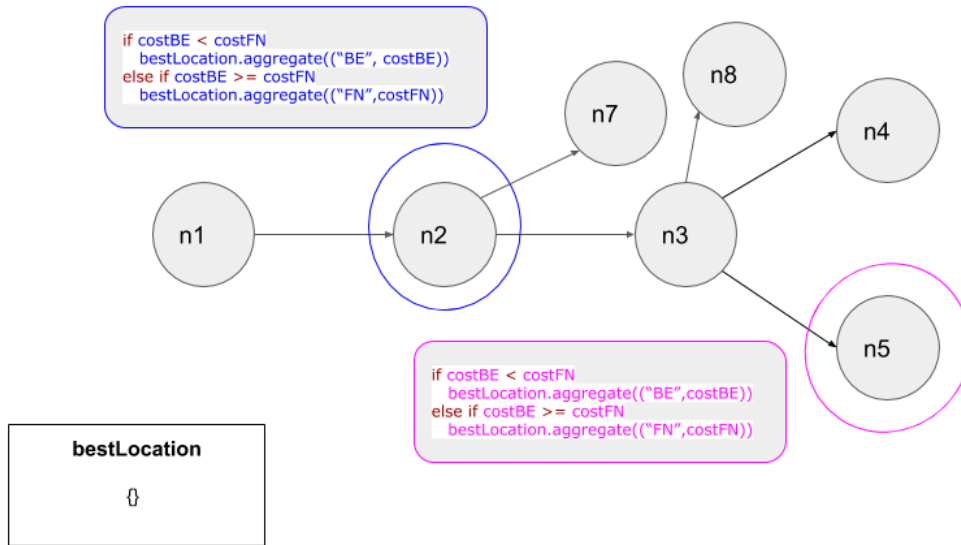 if costBE < costFN
bestLocation.aggregate((“BE”, costBE))
else if costBE >= costFN
bestLocation.aggregate((“FN”,costFN))
n8
n7
n4
n1
n2
n3
n5
if costBE < costFN
bestLocation.aggregate((“BE”,costBE))
else if costBE >= costFN
bestLocation.aggregate((“FN”,costFN))
bestLocation
{}